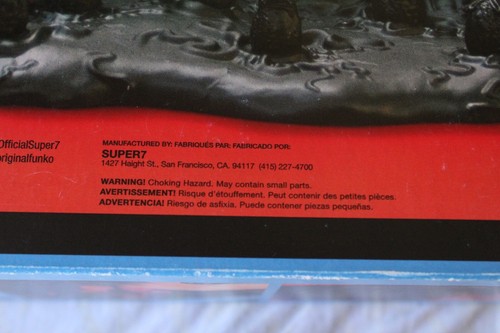 OfficialSuper7
originalfunko
MANUFACTURED BY: FABRIQUÉS PAR: FABRICADO POR:
SUPER7
1427 Haight St., San Francisco, CA. 94117 (415) 227-4700
WARNING! Choking Hazard. May contain small parts.
AVERTISSEMENT! Risque d'étouffement. Peut contenir des petites pièces.
ADVERTENCIA! Riesgo de asfixia. Puede contener piezas pequeñas.